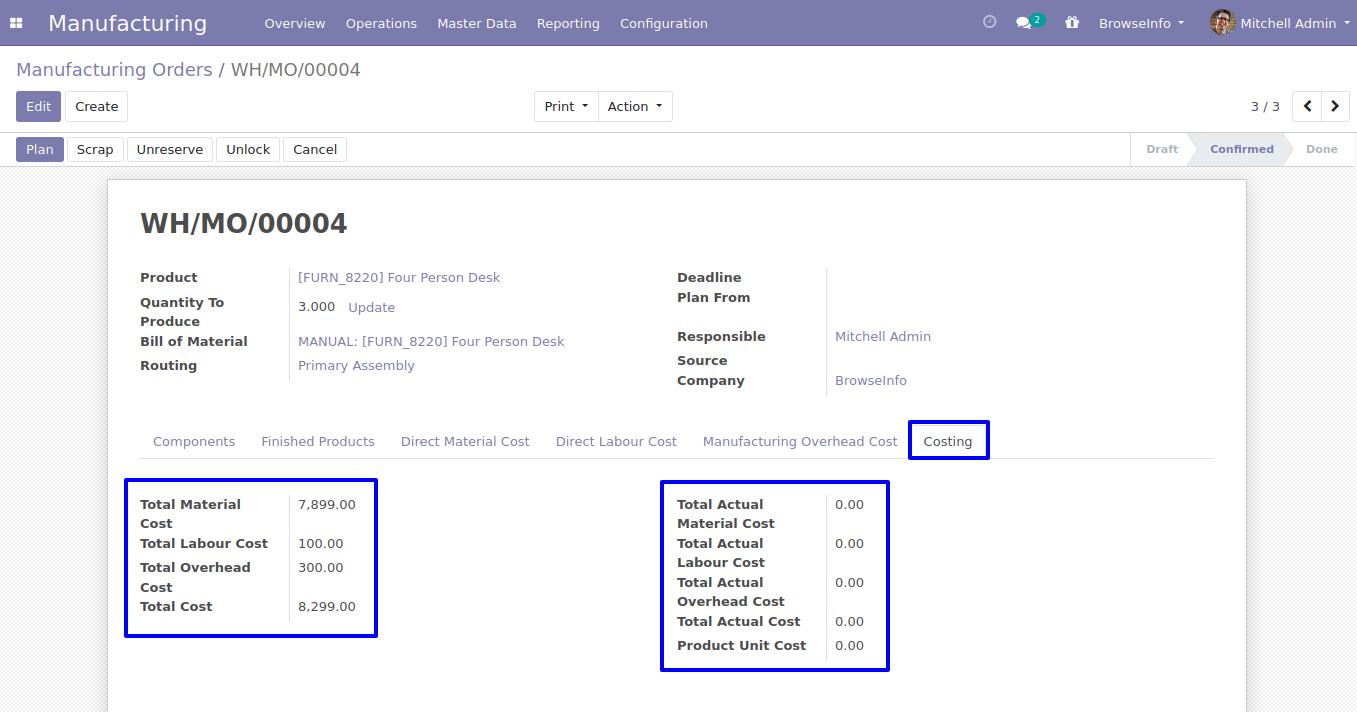 Manufacturing Overview Operations Master Data Reporting Configuration 2 BrowseInfo Mitchell Admin
Manufacturing Orders / WH/MO/00004
Edit Create Print Action 3 / 3
Plan Scrap Unreserve Unlock Cancel Draft Confirmed Done
WH/MO/00004
Product [FURN_8220] Four Person Desk
Quantity To
Produce
3.000 Update
Bill of Material MANUAL: [FURN_8220] Four Person Desk
Routing Primary Assembly
Deadline
Plan From
Responsible Mitchell Admin
Source
Company BrowseInfo
Components Finished Products Direct Material Cost Direct Labour Cost Manufacturing Overhead Cost Costing
Total Material 7,899.00
Cost
Total Labour Cost 100.00
Total Overhead 300.00
Cost
Total Cost 8,299.00
Total Actual 0.00
Material Cost
Total Actual 0.00
Labour Cost
Total Actual 0.00
Overhead Cost
Total Actual Cost 0.00
Product Unit Cost 0.00